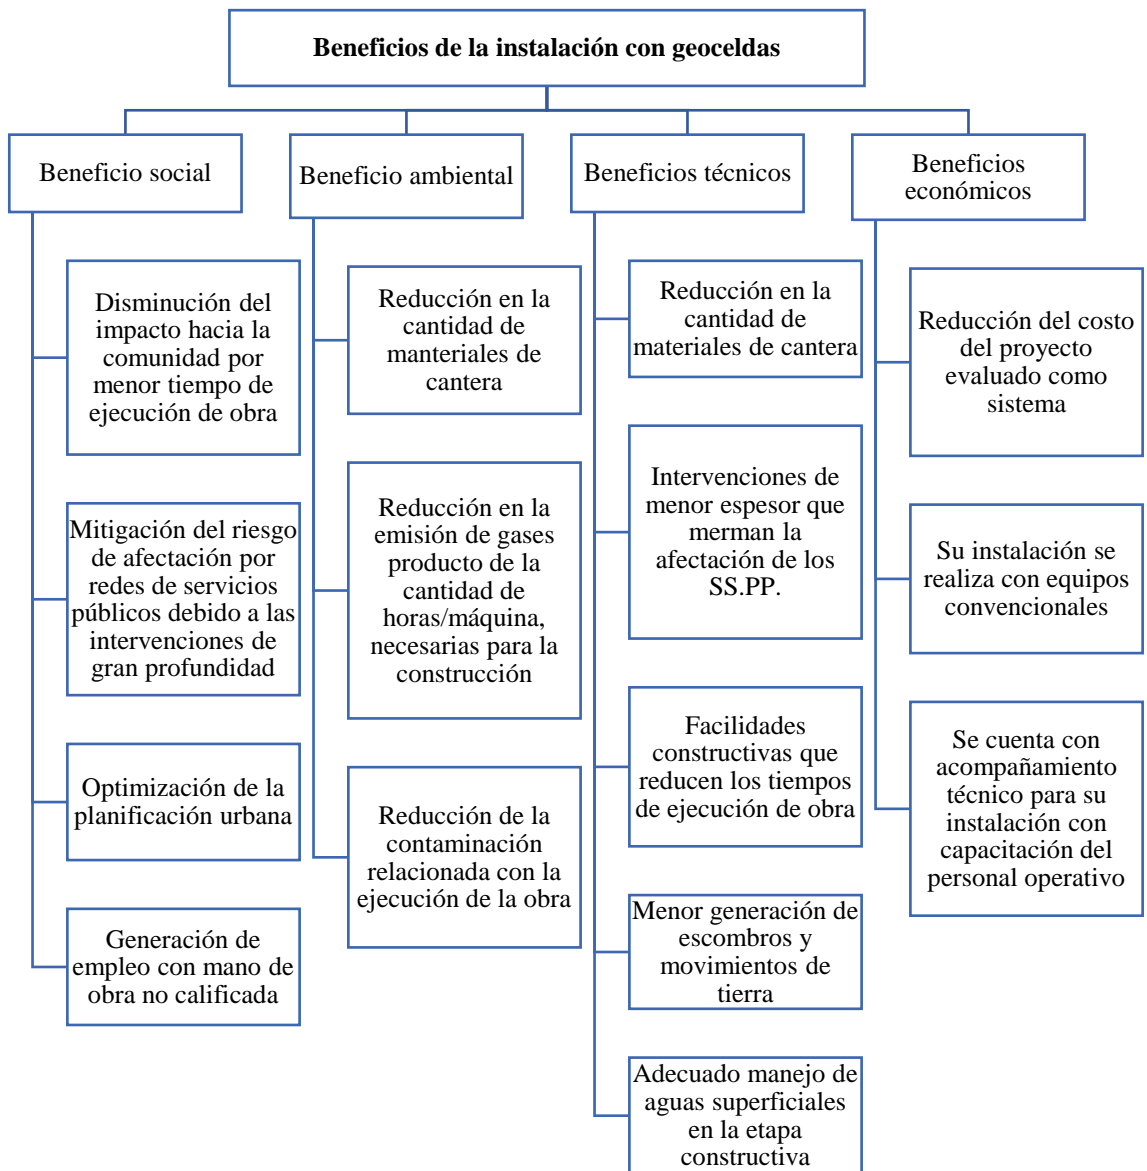 Beneficios de la instalación con geoceldas
Beneficio social
Disminución del
impacto hacia la
comunidad por
menor tiempo de
ejecución de obra
Mitigación del riesgo
de afectación por
redes de servicios
públicos debido a las
intervenciones de
gran profundidad
Optimización de la
planificación urbana
Generación de
empleo con mano de
obra no calificada
Beneficio ambiental
Reducción en la
cantidad de
manteriales de
cantera
Reducción en la
emisión de gases
producto de la
cantidad de
horas/máquina,
necesarias para la
construcción
Reducción de la
contaminación
relacionada con la
ejecución de la obra
Beneficios técnicos
Reducción en la
cantidad de
materiales de cantera
Intervenciones de
menor espesor que
merman la
afectación de los
SS.PP.
Facilidades
constructivas que
reducen los tiempos
de ejecución de obra
Menor generación de
escombros y
movimientos de
tierra
Adecuado manejo de
aguas superficiales
en la etapa
constructiva
Beneficios
económicos
Reducción del costo
del proyecto
evaluado como
sistema
Su instalación se
realiza con equipos
convencionales
Se cuenta con
acompañamiento
técnico para su
instalación con
capacitación del
personal operativo